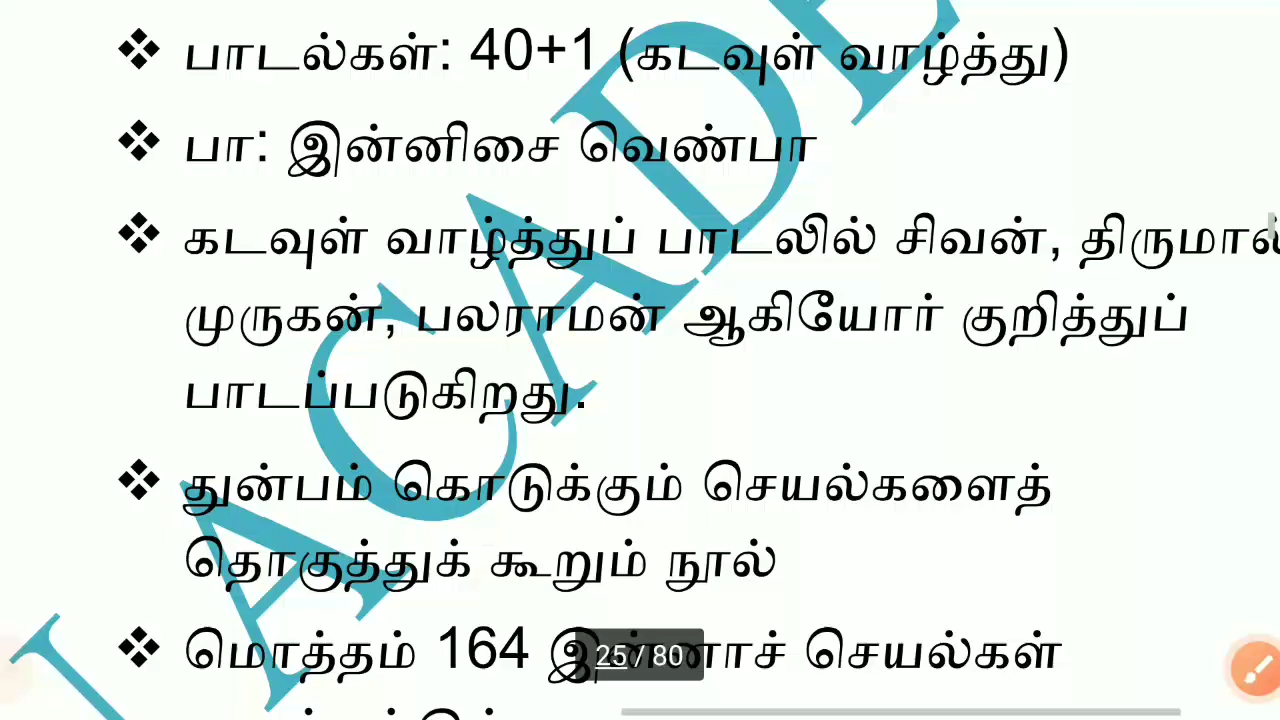 ❖ பாடல்கள்: 40+1 (கடவுள் வாழ்த்து)
❖ பா: இன்னிசை வெண்பா
❖ கடவுள் வாழ்த்துப் பாடலில் சிவன், திருமால்
முருகன், பலராமன் ஆகியோர் குறித்துப்
பாடப்படுகிறது.
❖ துன்பம் கொடுக்கும் செயல்களைத்
தொகுத்துக் கூறும் நூல்
❖ மொத்தம் 164 இன்னாச் செயல்கள்
25 / 80